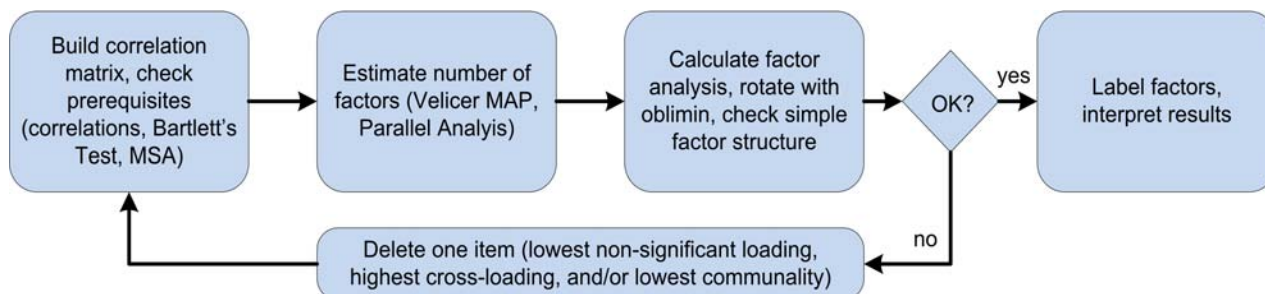 Build correlation
matrix, check
prerequisites
(correlations, Bartlett's
Test, MSA)
Estimate number of
factors (Velicer MAP,
Parallel Analyis)
Calculate factor
analysis, rotate with
oblimin, check simple
factor structure
OK?
yes
Label factors,
interpret results
no
Delete one item (lowest non-significant loading,
highest cross-loading, and/or lowest communality)